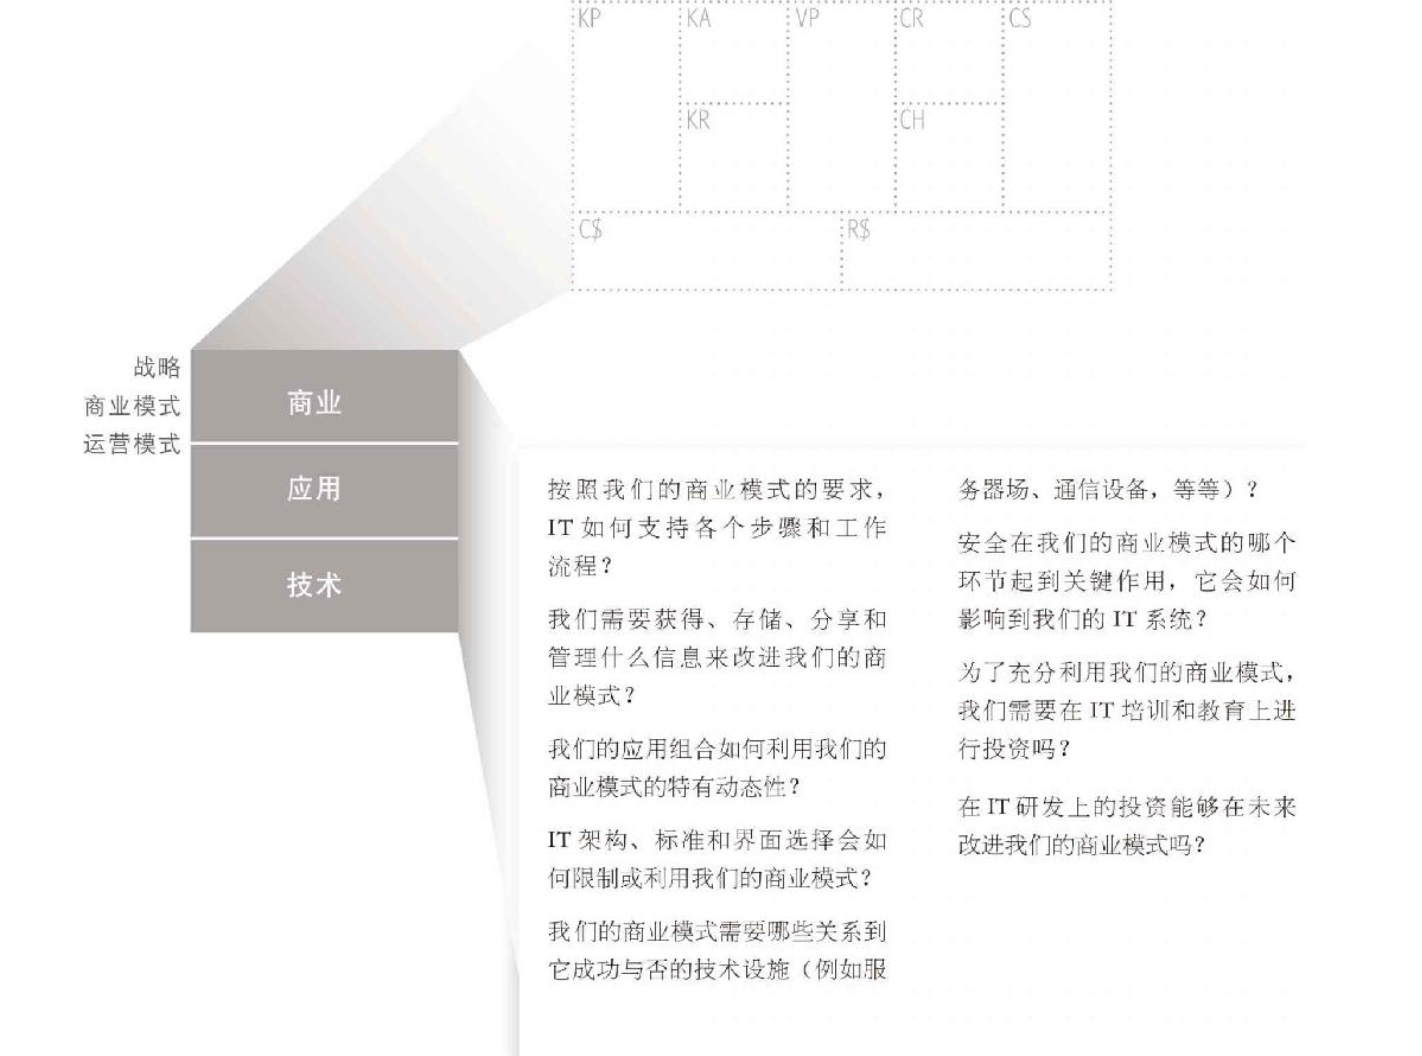 KP
KA
VP
CR
CS
KR
CH
C$
R$
战略
商业模式
运营模式
商业
应用
技术
按照我们的商业模式的要求，
IT 如何支持各个步骤和工作
流程？
我们需要获得、存储、分享和
管理什么信息来改进我们的商
业模式？
我们的应用组合如何利用我们的
商业模式的特有动态性？
IT 架构、标准和界面选择会如
何限制或利用我们的商业模式？
我们的商业模式需要哪些关系到
它成功与否的技术设施（例如服
务器场、通信设备，等等）？
安全在我们的商业模式的哪个
环节起到关键作用，它会如何
影响到我们的 IT 系统？
为了充分利用我们的商业模式，
我们需要在 IT 培训和教育上进
行投资吗？
在 IT 研发上的投资能够在未来
改进我们的商业模式吗？